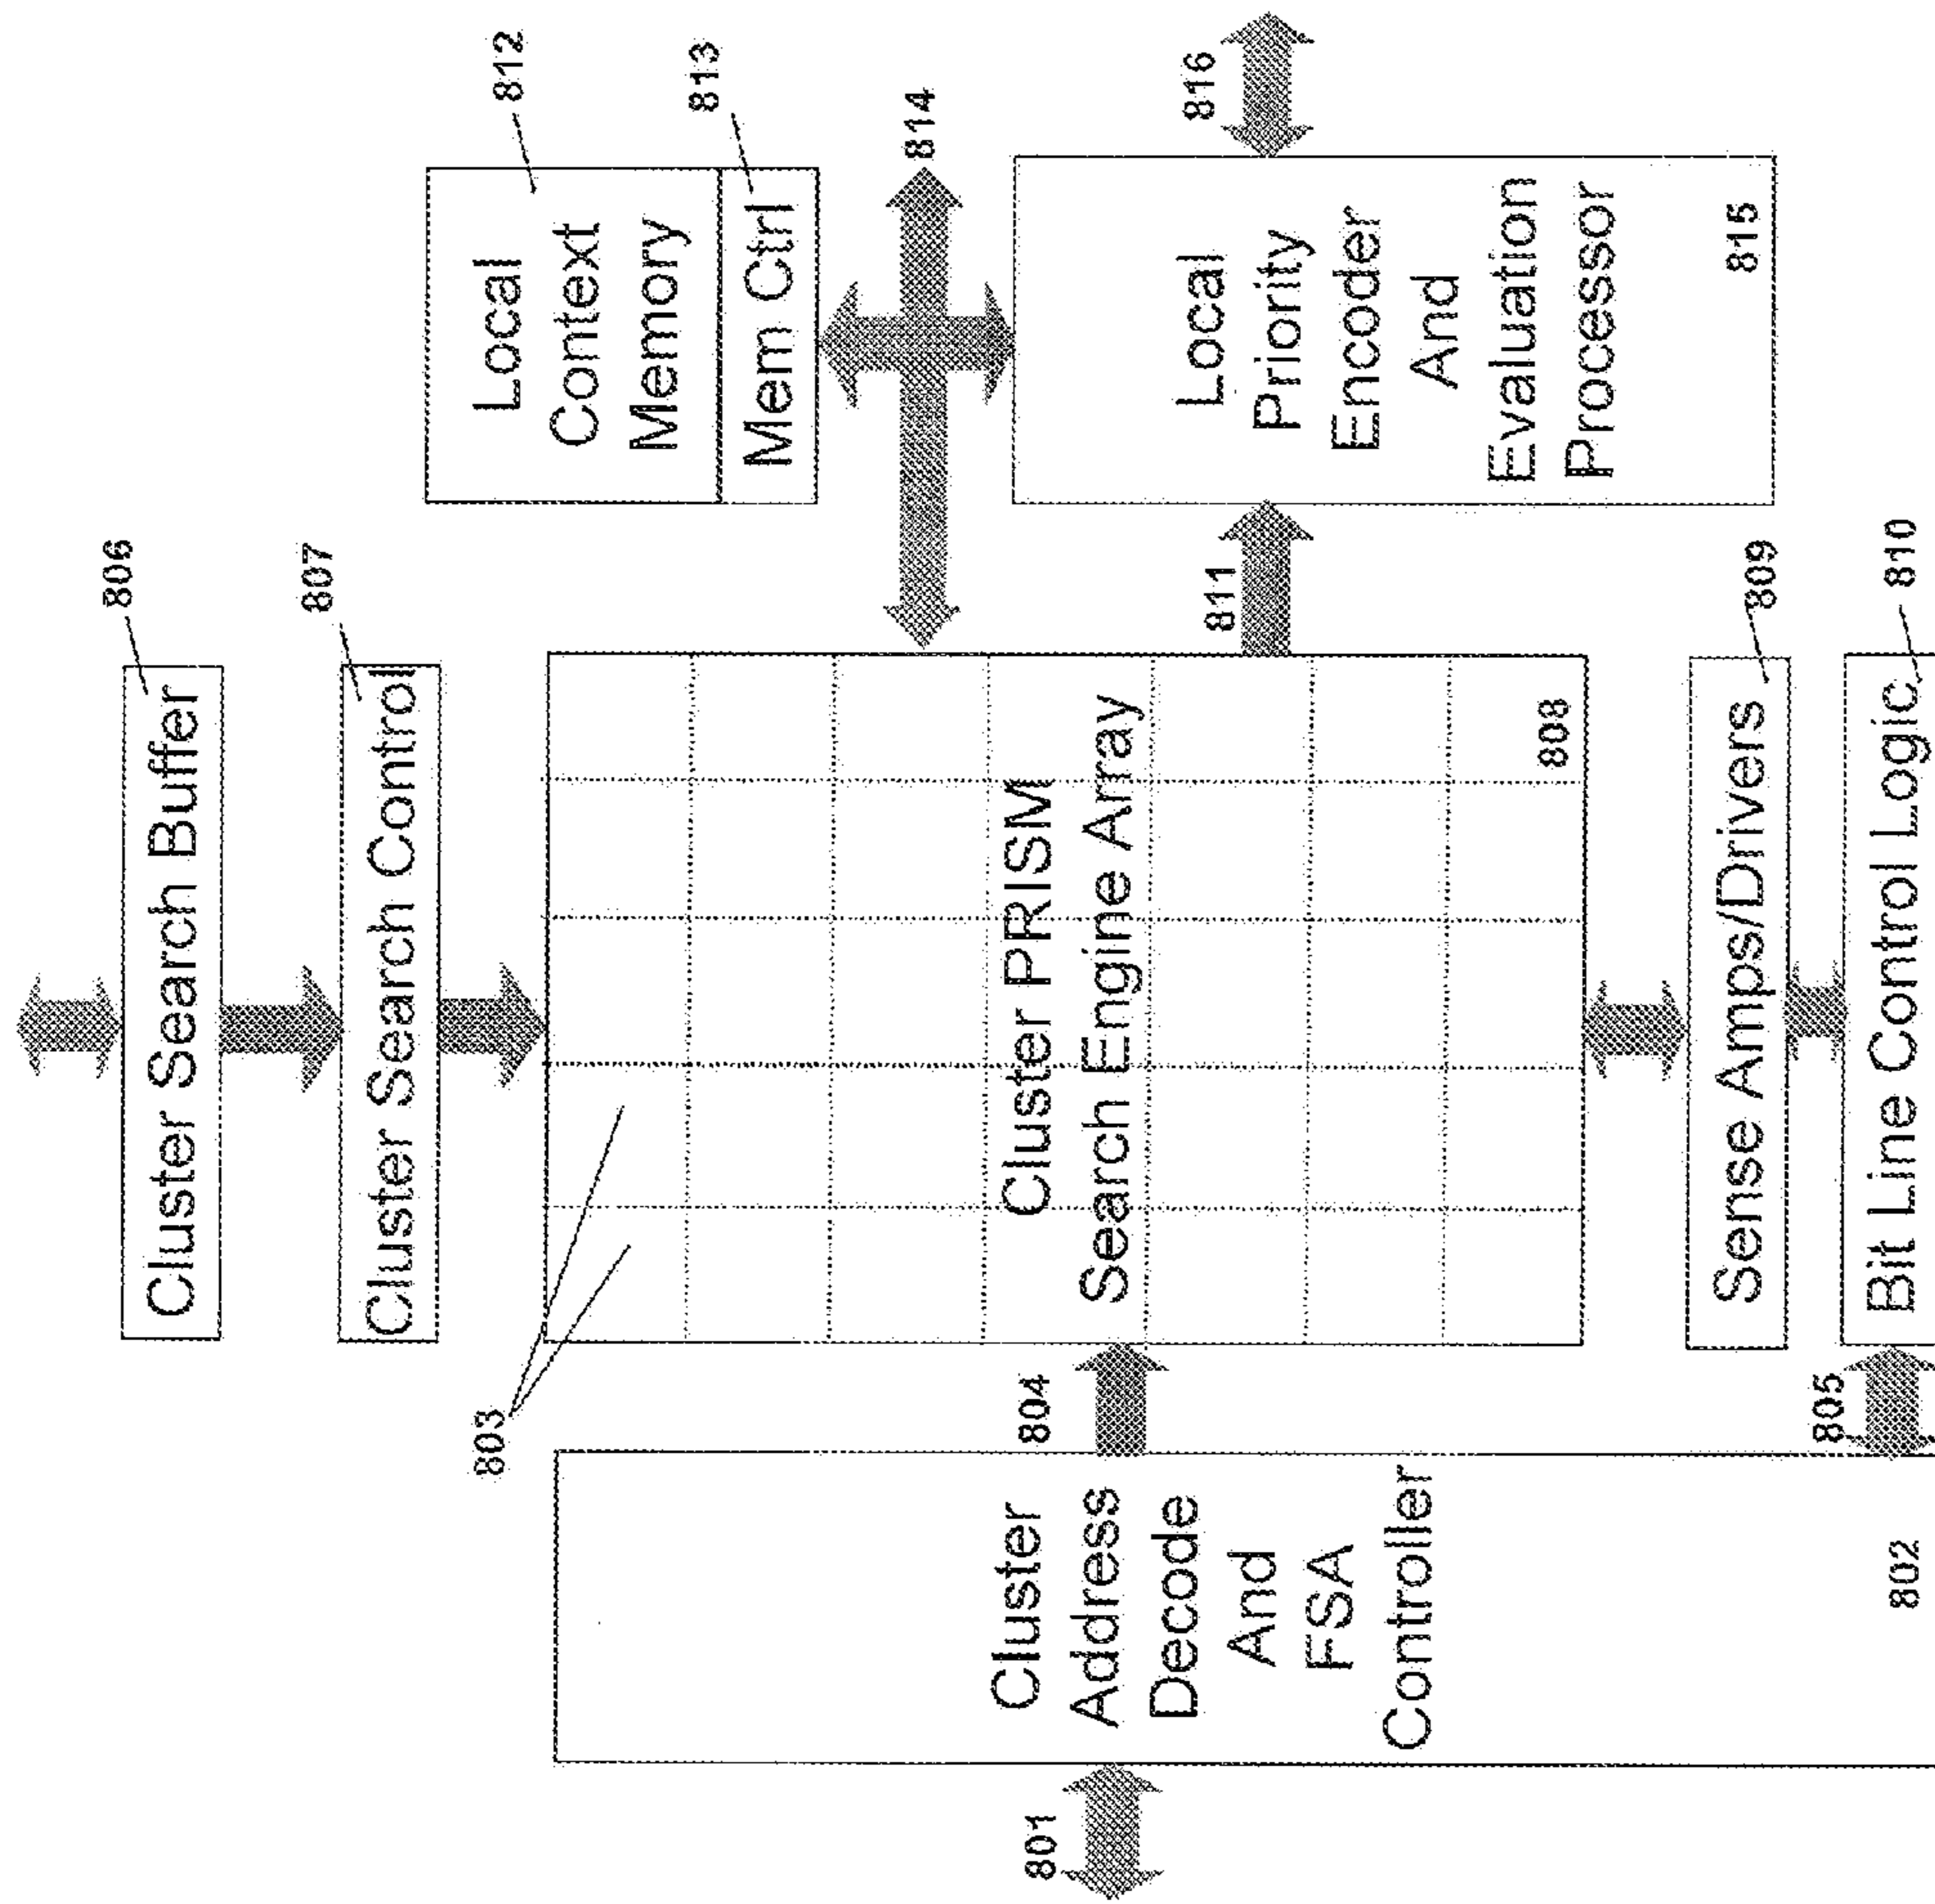 806
Cluster Search Buffer
807
Cluster Search Control
803
Cluster PRISM
Search Engine Array
808
804
Cluster
Address
Decode
And
FSA
Controller
802
801
805
Sense Amps/Drivers
809
Bit Line Control Logic
810
811
Local
Context
Memory
812
Mem Ctrl
813
814
Local
Priority
Encoder
And
Evaluation
Processor
815
816